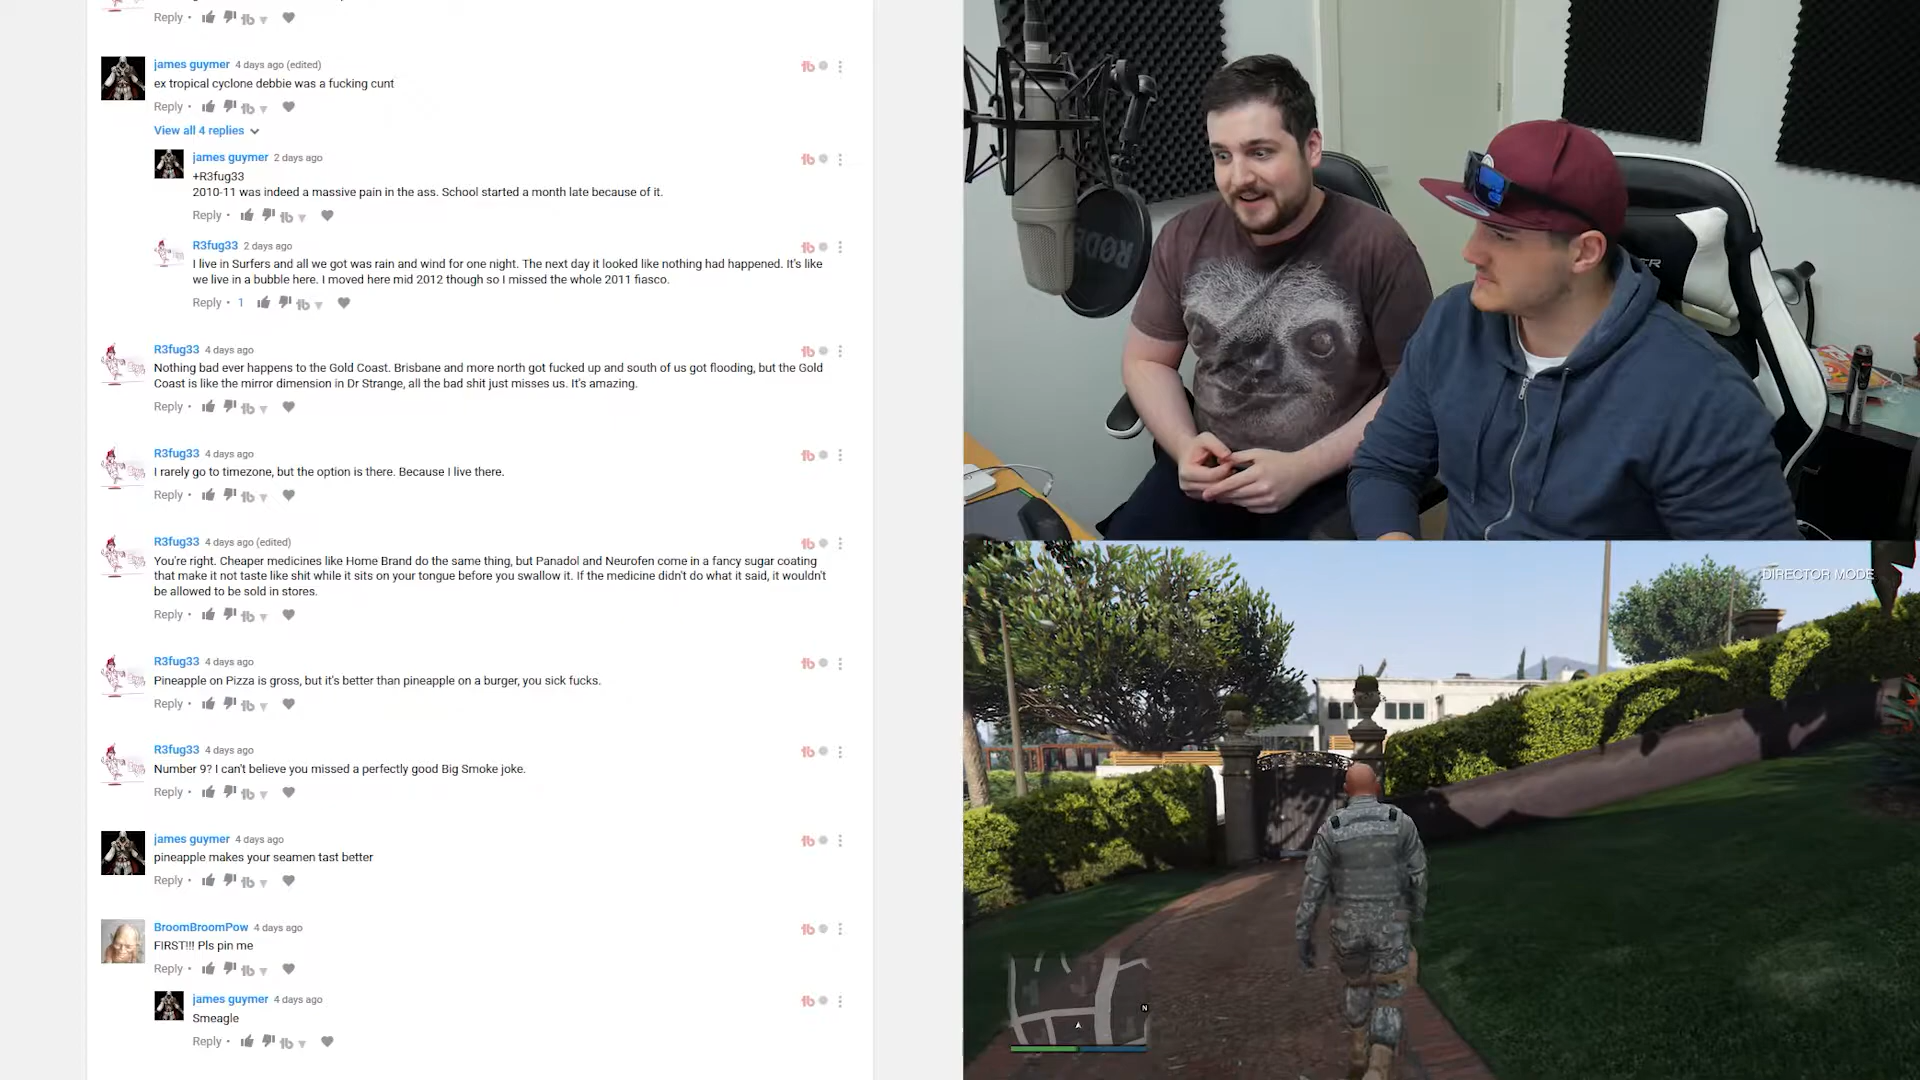 Reply •
james guymer 4 days ago (edited)
ex tropical cyclone debbie was a fucking cunt
Reply •
View all 4 replies
james guymer 2 days ago
+R3fug33
2010-11 was indeed a massive pain in the ass. School started a month late because of it.
Reply •
R3fug33 2 days ago
I live in Surfers and all we got was rain and wind for one night. The next day it looked like nothing had happened. It's like
we live in a bubble here. I moved here mid 2012 though so I missed the whole 2011 fiasco.
Reply • 1
R3fug33 4 days ago
Nothing bad ever happens to the Gold Coast. Brisbane and more north got fucked up and south of us got flooding, but the Gold
Coast is like the mirror dimension in Dr Strange, all the bad shit just misses us. It's amazing.
Reply •
R3fug33 4 days ago
I rarely go to timezone, but the option is there. Because I live there.
Reply •
R3fug33 4 days ago (edited)
You're right. Cheaper medicines like Home Brand do the same thing, but Panadol and Neurofen come in a fancy sugar coating
that make it not taste like shit while it sits on your tongue before you swallow it. If the medicine didn't do what it said, it wouldn't
be allowed to be sold in stores.
Reply •
R3fug33 4 days ago
Pineapple on Pizza is gross, but it's better than pineapple on a burger, you sick fucks.
Reply •
R3fug33 4 days ago
Number 9? I can't believe you missed a perfectly good Big Smoke joke.
Reply •
james guymer 4 days ago
pineapple makes your seamen tast better
Reply •
BroomBroomPow 4 days ago
FIRST!!! Pls pin me
Reply •
james guymer 4 days ago
Smeagle
Reply •
RØDE
DIRECTOR MODE
N